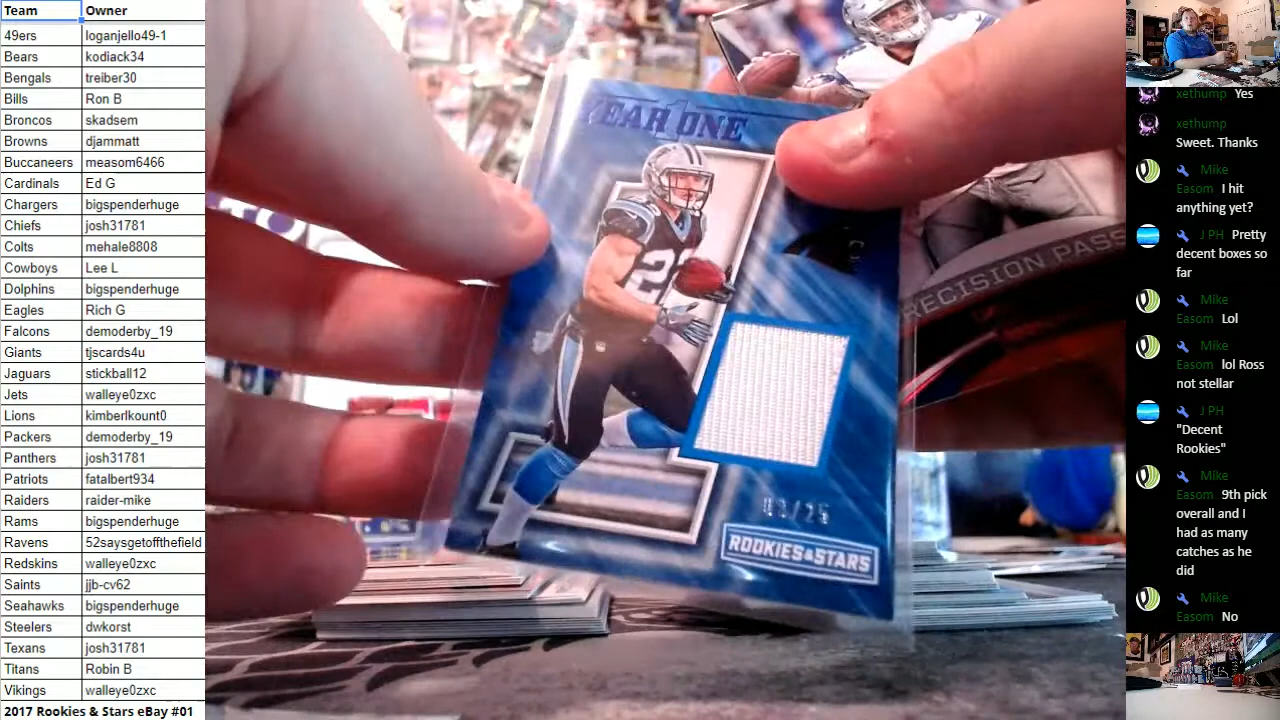 Team Owner
49ers loganjello49-1
Bears kodiack34
Bengals treiber30
Bills Ron B
Broncos skadsem
Browns djammatt
Buccaneers measom6466
Cardinals Ed G
Chargers bigspenderhuge
Chiefs josh31781
Colts mehale8808
Cowboys Lee L
Dolphins bigspenderhuge
Eagles Rich G
Falcons demoderby_19
Giants tjscards4u
Jaguars stickball12
Jets walleye0zxc
Lions kimberlkount0
Packers demoderby_19
Panthers josh31781
Patriots fatalbert934
Raiders raider-mike
Rams bigspenderhuge
Ravens 52saysgetoffthefield
Redskins walleye0zxc
Saints jjb-cv62
Seahawks bigspenderhuge
Steelers dwkorst
Texans josh31781
Titans Robin B
Vikings walleye0zxc
2017 Rookies & Stars eBay #01
ONE
ROOKIES & STARS
PRECISION PASS
xethump Yes
xethump
Sweet. Thanks
Mike
Easom I hit
anything yet?
J PH Pretty
decent boxes so
far
Mike
Easom Lol
Mike
Easom lol Ross
not stellar
J PH
"Decent
Rookies"
Mike
Easom 9th pick
overall and I
had as many
catches as he
did
Mike
Easom No